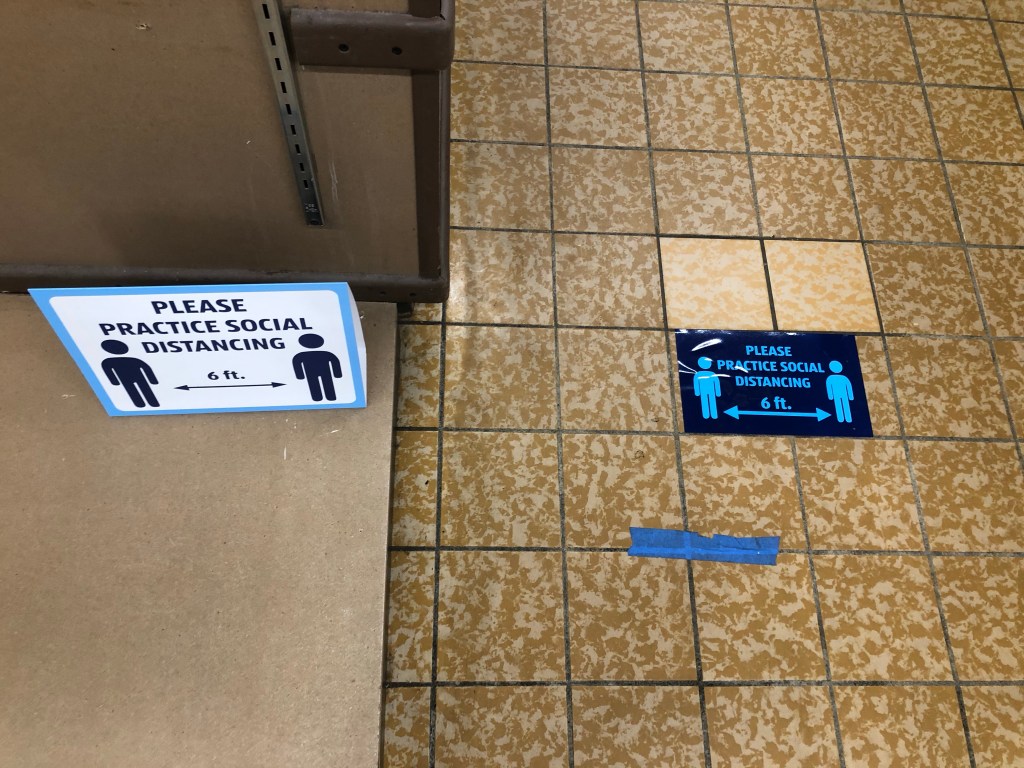 PLEASE
PRACTICE SOCIAL
DISTANCING
6 ft.
PLEASE
PRACTICE SOCIAL
DISTANCING
6 ft.